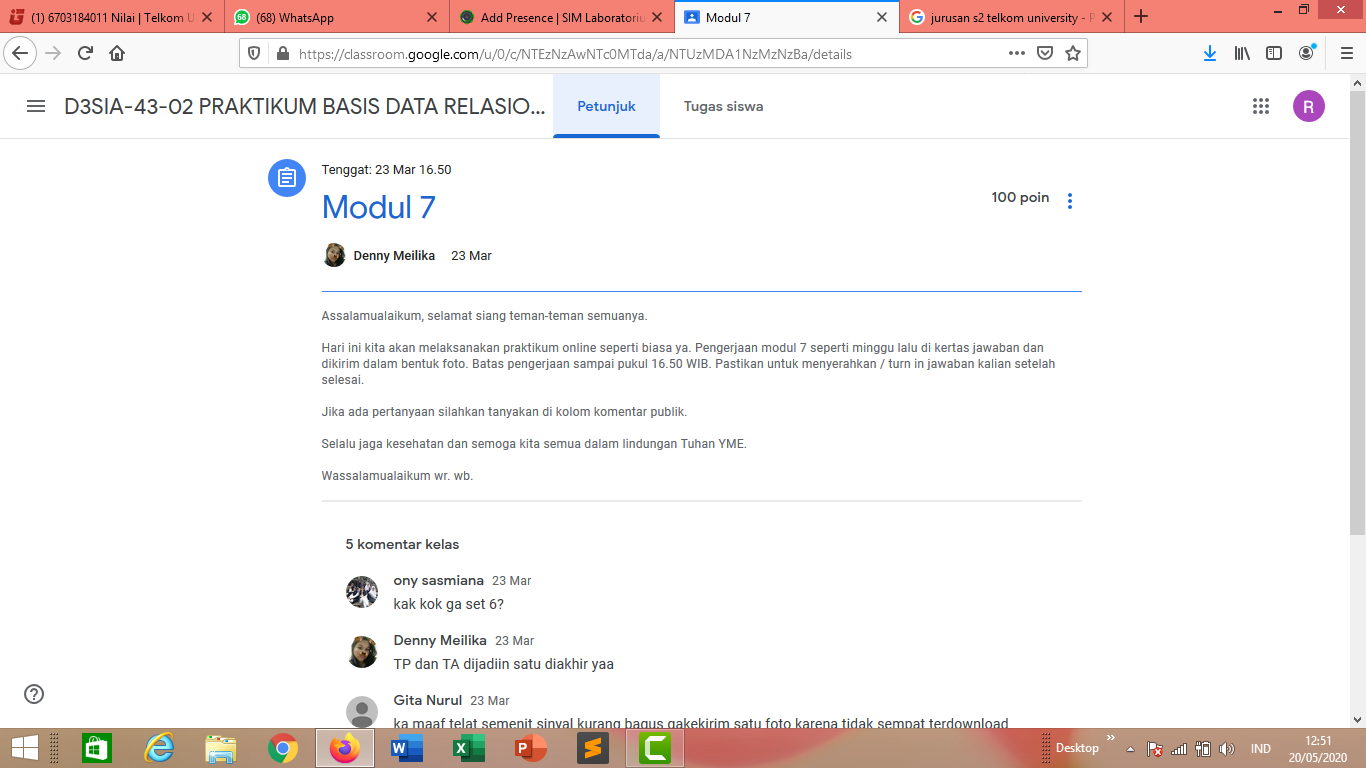 (1) 6703184011 Nilai | Telkom U
(68) WhatsApp
Add Presence | SIM Laboratoriu
Modul 7
jurusan s2 telkom university - P
https://classroom.google.com/u/0/c/NTEzNzAwNTc0MTda/a/NTUzMDA1NzMzNzBa/details
D3SIA-43-02 PRAKTIKUM BASIS DATA RELASIO...
Petunjuk
Tugas siswa
R
Tenggat: 23 Mar 16.50
Modul 7
100 poin
Denny Meilika 23 Mar
Assalamualaikum, selamat siang teman-teman semuanya.
Hari ini kita akan melaksanakan praktikum online seperti biasa ya. Pengerjaan modul 7 seperti minggu lalu di kertas jawaban dan
dikirim dalam bentuk foto. Batas pengerjaan sampai pukul 16.50 WIB. Pastikan untuk menyerahkan / turn in jawaban kalian setelah
selesai.
Jika ada pertanyaan silahkan tanyakan di kolom komentar publik.
Selalu jaga kesehatan dan semoga kita semua dalam lindungan Tuhan YME.
Wassalamualaikum wr. wb.
5 komentar kelas
ony sasmiana 23 Mar
kak kok ga set 6?
Denny Meilika 23 Mar
TP dan TA dijadiin satu diakhir yaa
Gita Nurul 23 Mar
ka maaf telat semenit sinyal kurang bagus gakekirim satu foto karena tidak sempat terdownload
Desktop
IND
12:51
20/05/2020